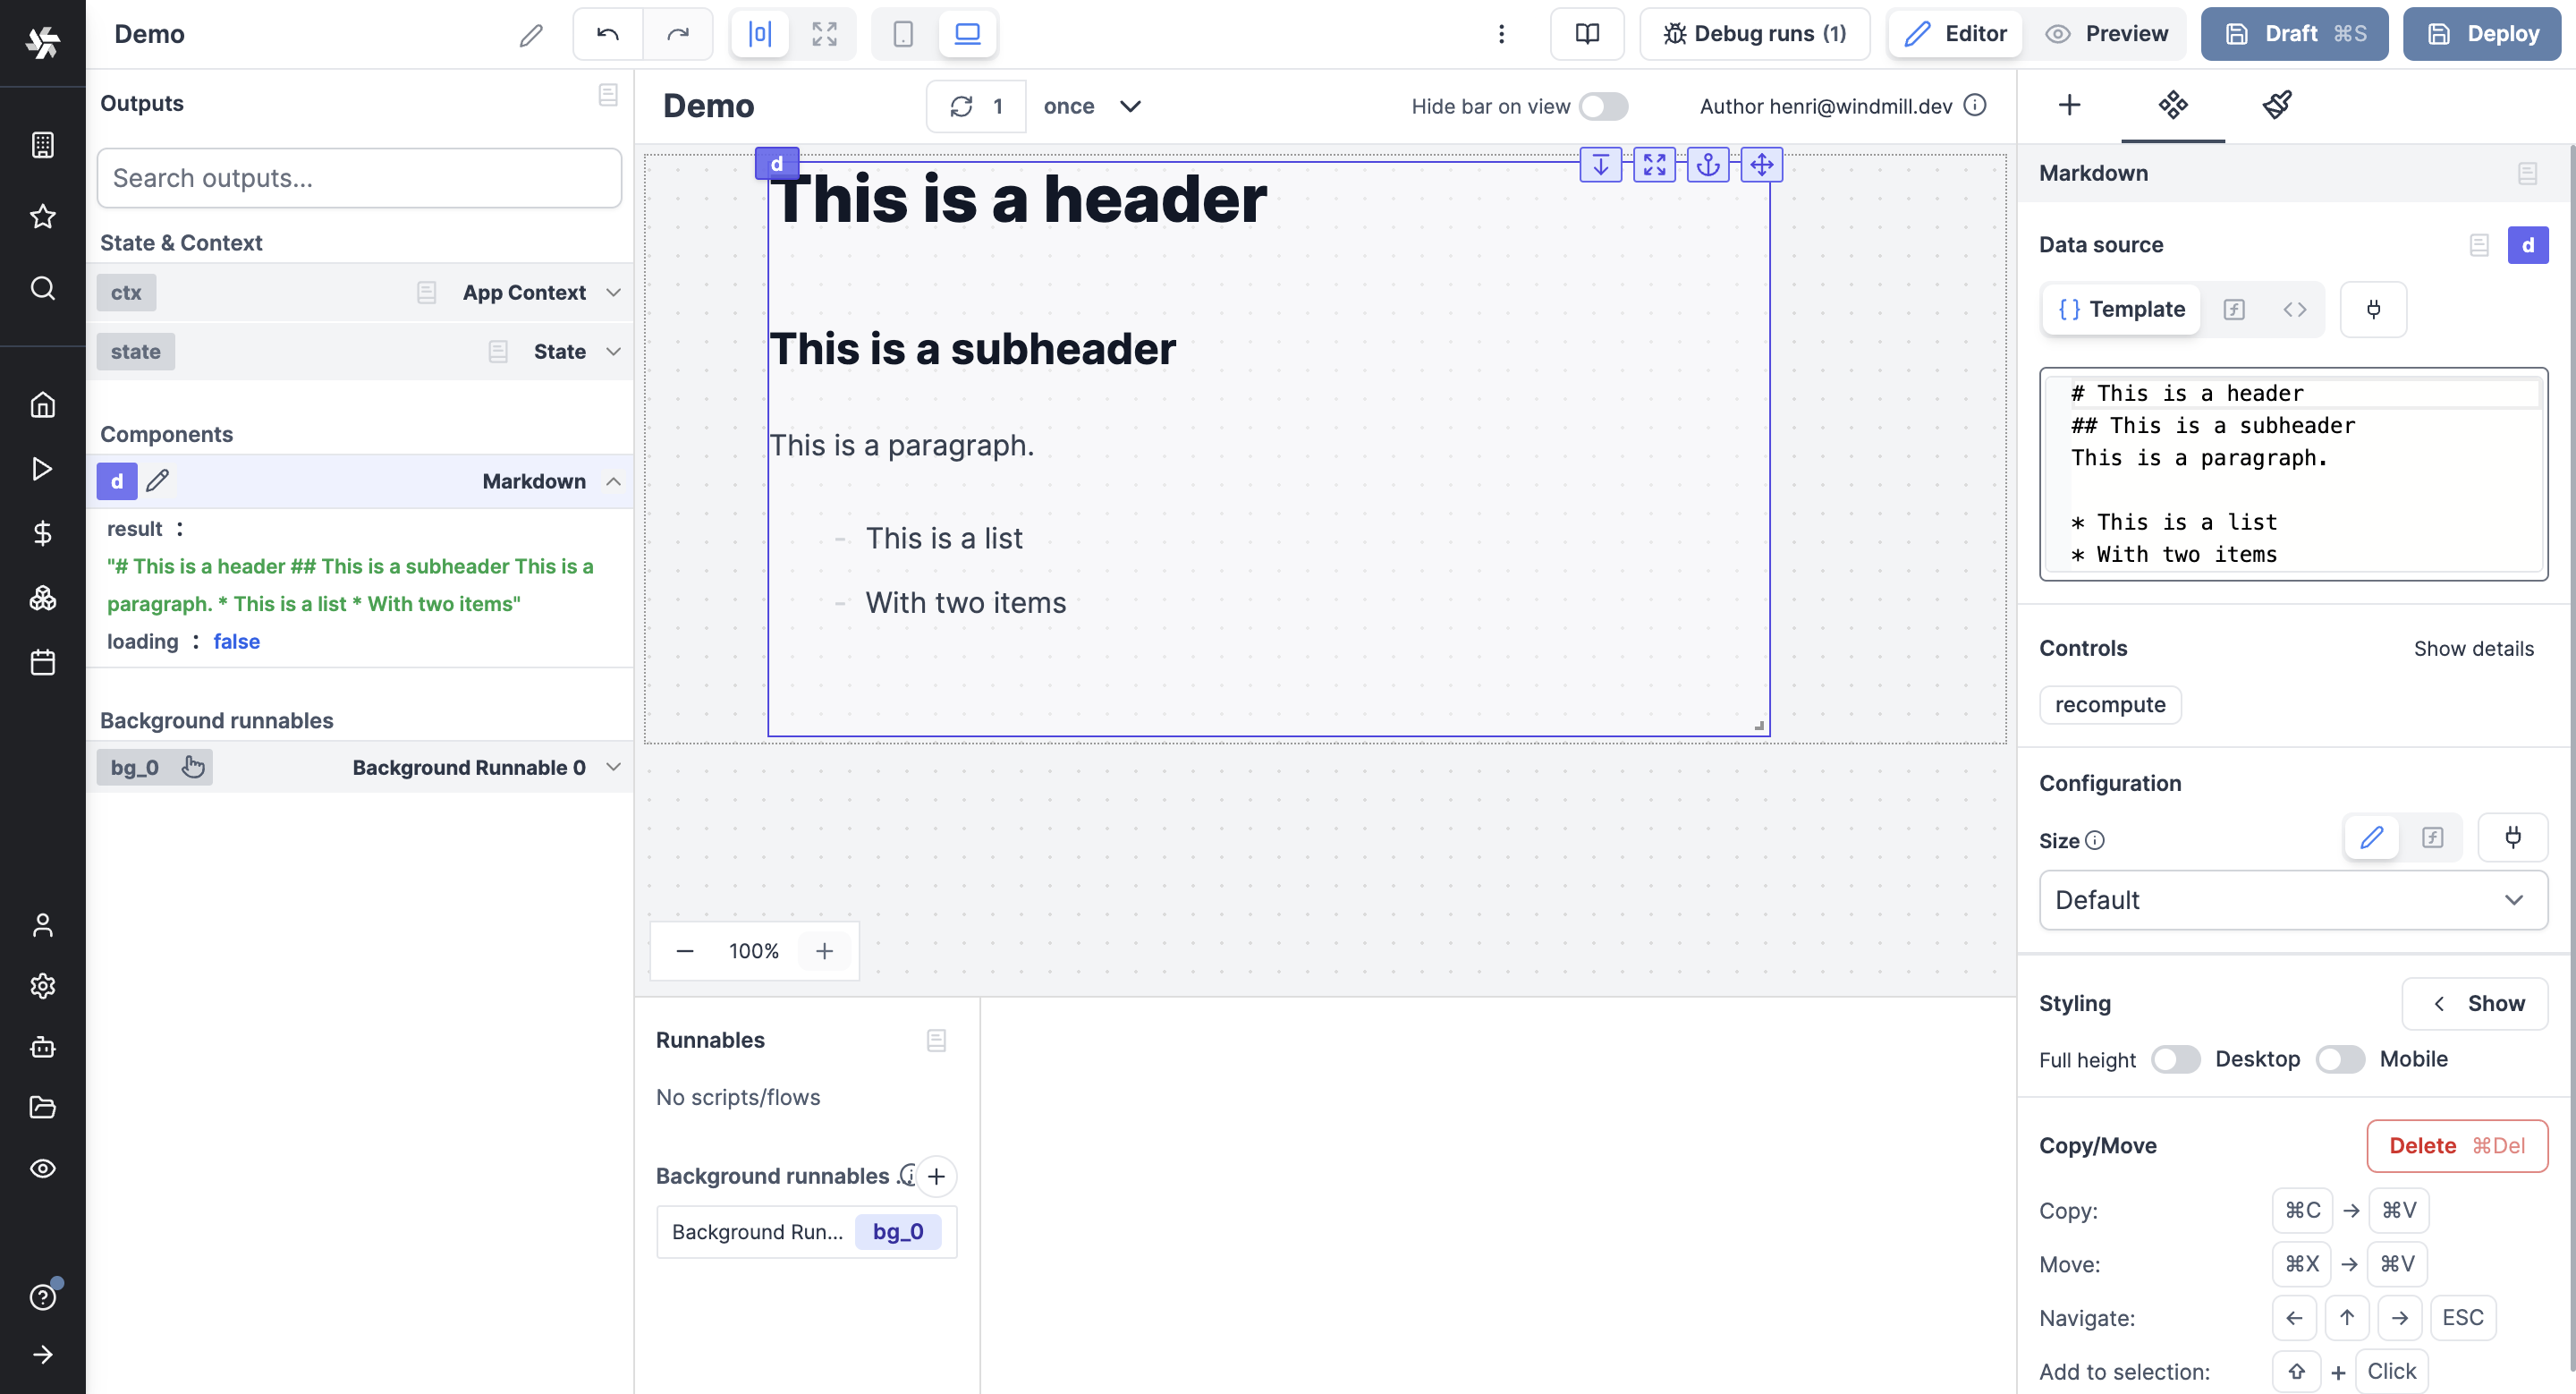 Demo
Debug runs (1)
Editor
Preview
Draft ⌘S
Deploy
Outputs
Search outputs...
State & Context
ctx
App Context
state
State
Components
d
Markdown
result :
"# This is a header ## This is a subheader This is a
paragraph. * This is a list * With two items"
loading : false
Background runnables
bg_0
Background Runnable 0
Demo
1
once
Hide bar on view
Author henri@windmill.dev
d
This is a header
This is a subheader
This is a paragraph.
- This is a list
- With two items
100%
Runnables
No scripts/flows
Background runnables ...
Background Run...
bg_0
Markdown
Data source
d
{} Template
# This is a header
## This is a subheader
This is a paragraph.
* This is a list
* With two items
Controls
Show details
recompute
Configuration
Size
Default
Styling
Show
Full height
Desktop
Mobile
Copy/Move
Delete ⌘Del
Copy: ⌘C → ⌘V
Move: ⌘X → ⌘V
Navigate: ← ↑ → ESC
Add to selection: ⇧ + Click